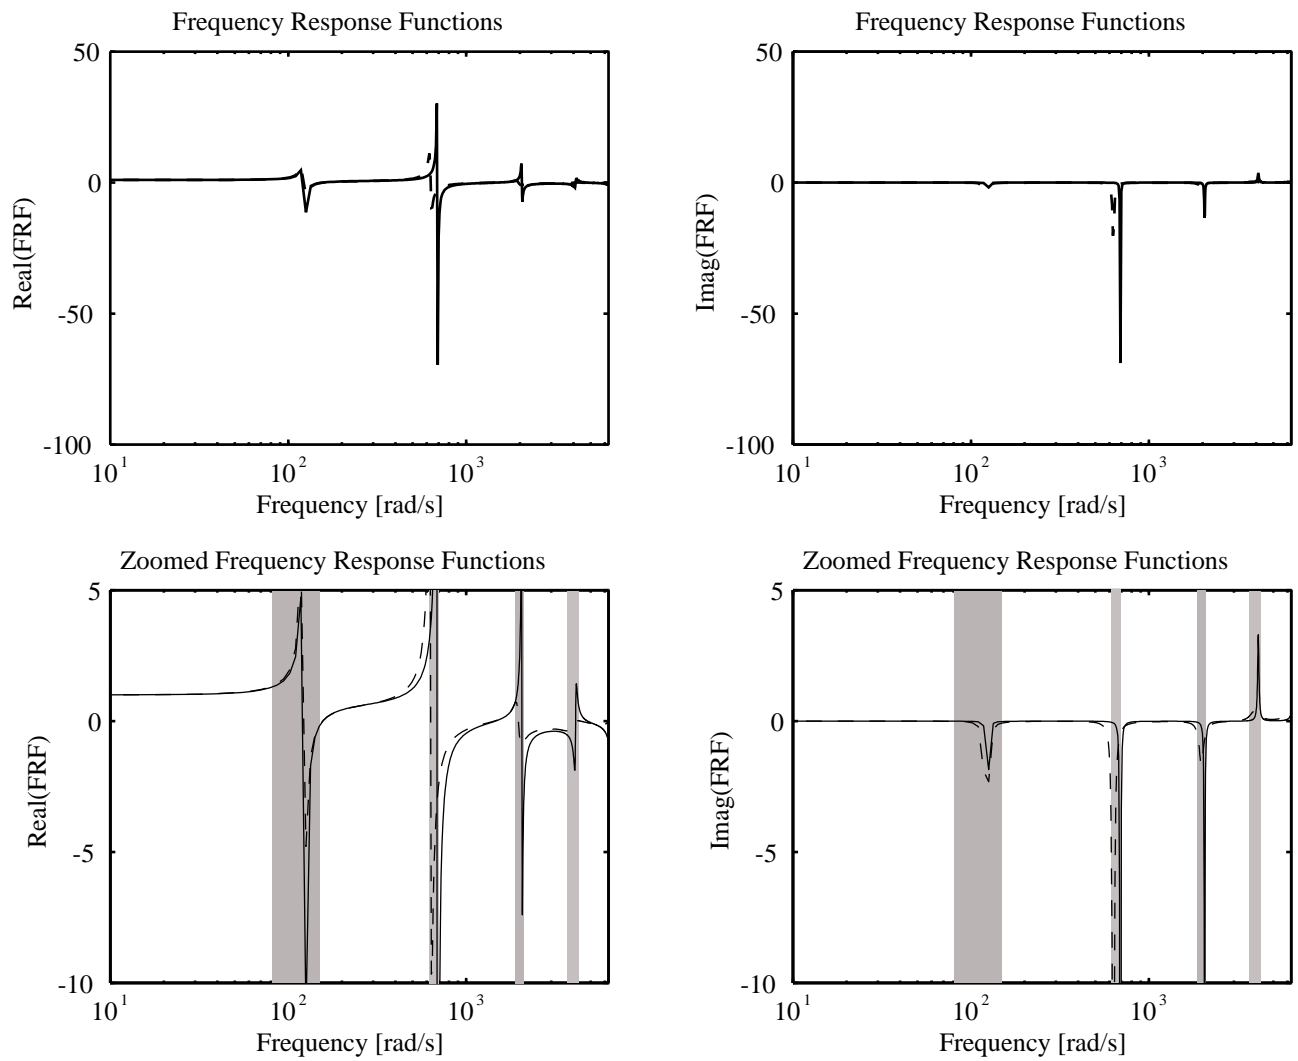 Frequency Response Functions
50
0
-50
-100
Real(FRF)
10^1
10^2
10^3
Frequency [rad/s]
Frequency Response Functions
50
0
-50
-100
Imag(FRF)
10^1
10^2
10^3
Frequency [rad/s]
Zoomed Frequency Response Functions
5
0
-5
-10
Real(FRF)
10^1
10^2
10^3
Frequency [rad/s]
Zoomed Frequency Response Functions
5
0
-5
-10
Imag(FRF)
10^1
10^2
10^3
Frequency [rad/s]